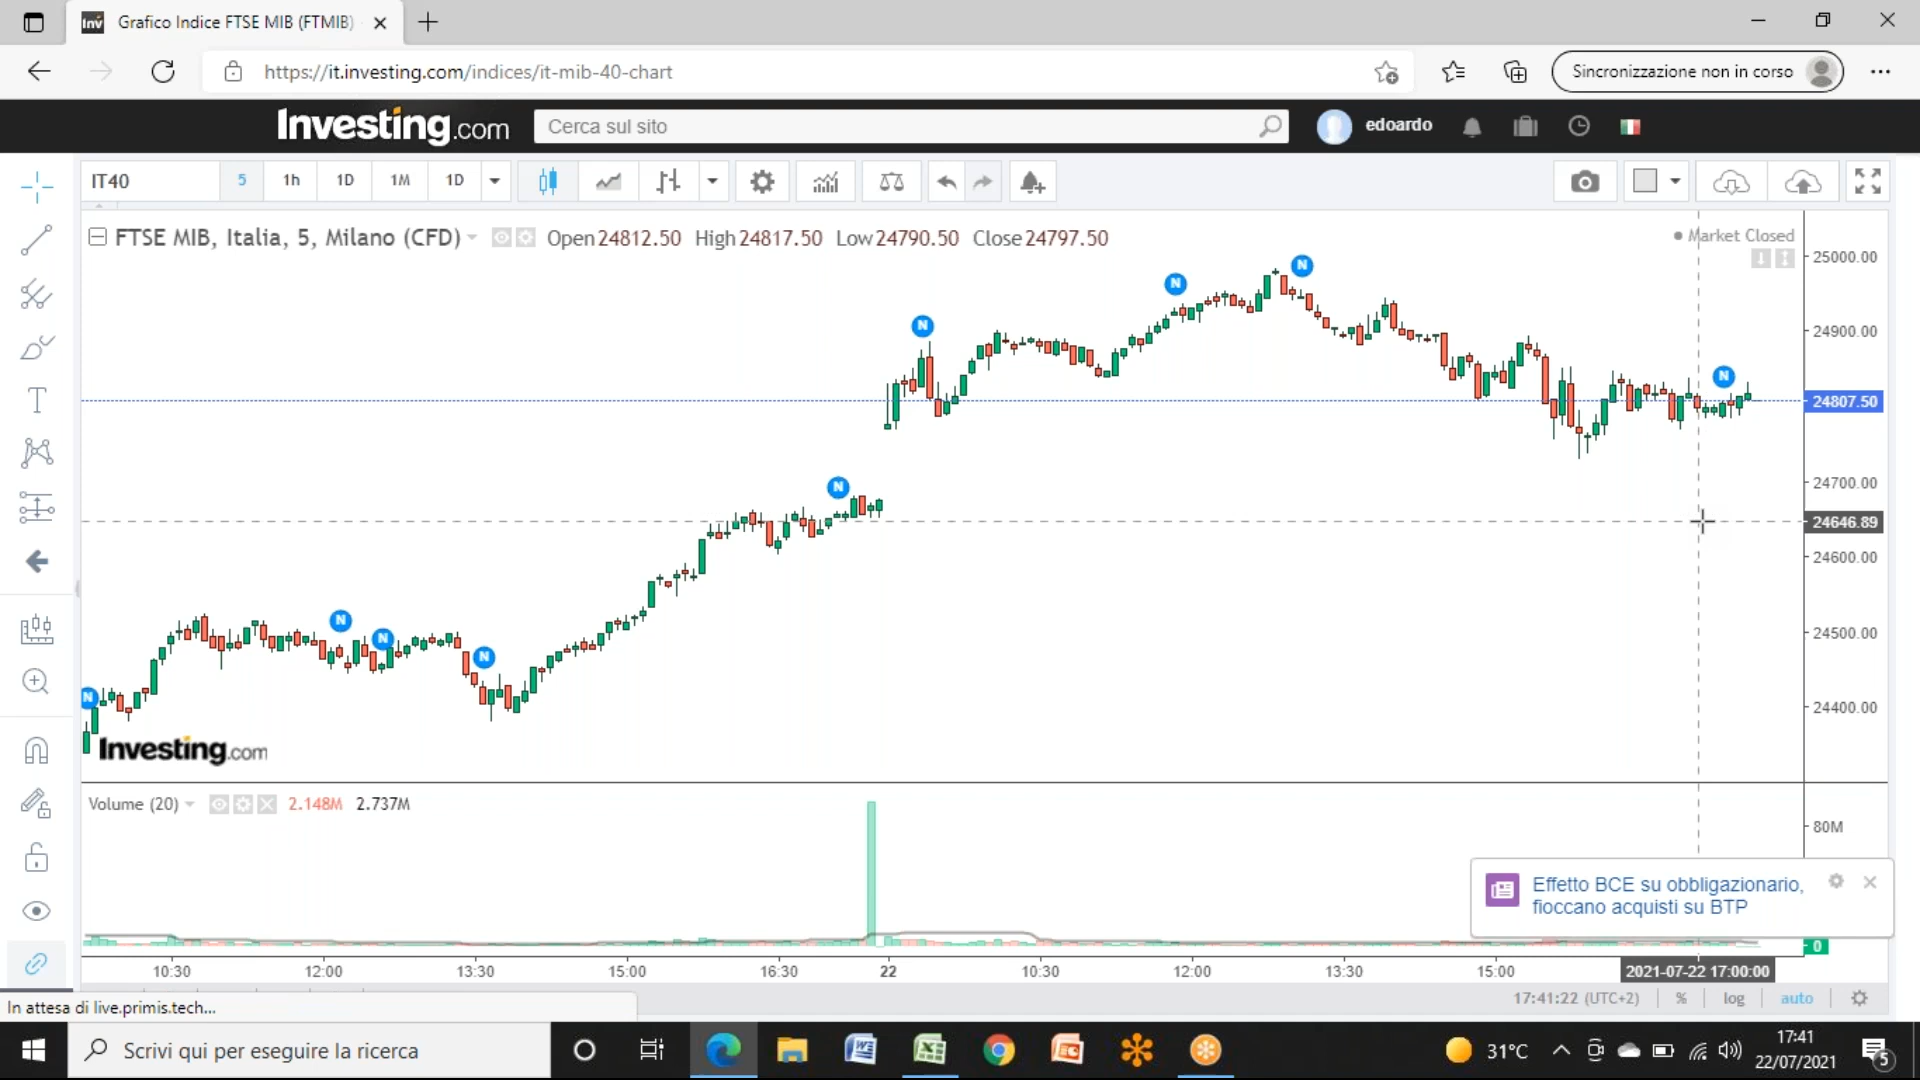 Grafico Indice FTSE MIB (FTMIB)
https://it.investing.com/indices/it-mib-40-chart
Sincronizzazione non in corso
Investing.com
Cerca sul sito
edoardo
IT40
5
1h
1D
1M
1D
FTSE MIB, Italia, 5, Milano (CFD)
Open 24812.50 High 24817.50 Low 24790.50 Close 24797.50
Market Closed
25000.00
24900.00
24807.50
24700.00
24646.89
24600.00
24500.00
24400.00
N
N
N
N
N
N
N
N
N
Investing.com
Volume (20)
2.148M 2.737M
80M
0
Effetto BCE su obbligazionario,
fioccano acquisti su BTP
10:30 12:00 13:30 15:00 16:30 22 10:30 12:00 13:30 15:00 2021-07-22 17:00:00
17:41:22 (UTC+2) % log auto
In attesa di live.primis.tech...
Scrivi qui per eseguire la ricerca
31°C
17:41
22/07/2021
5